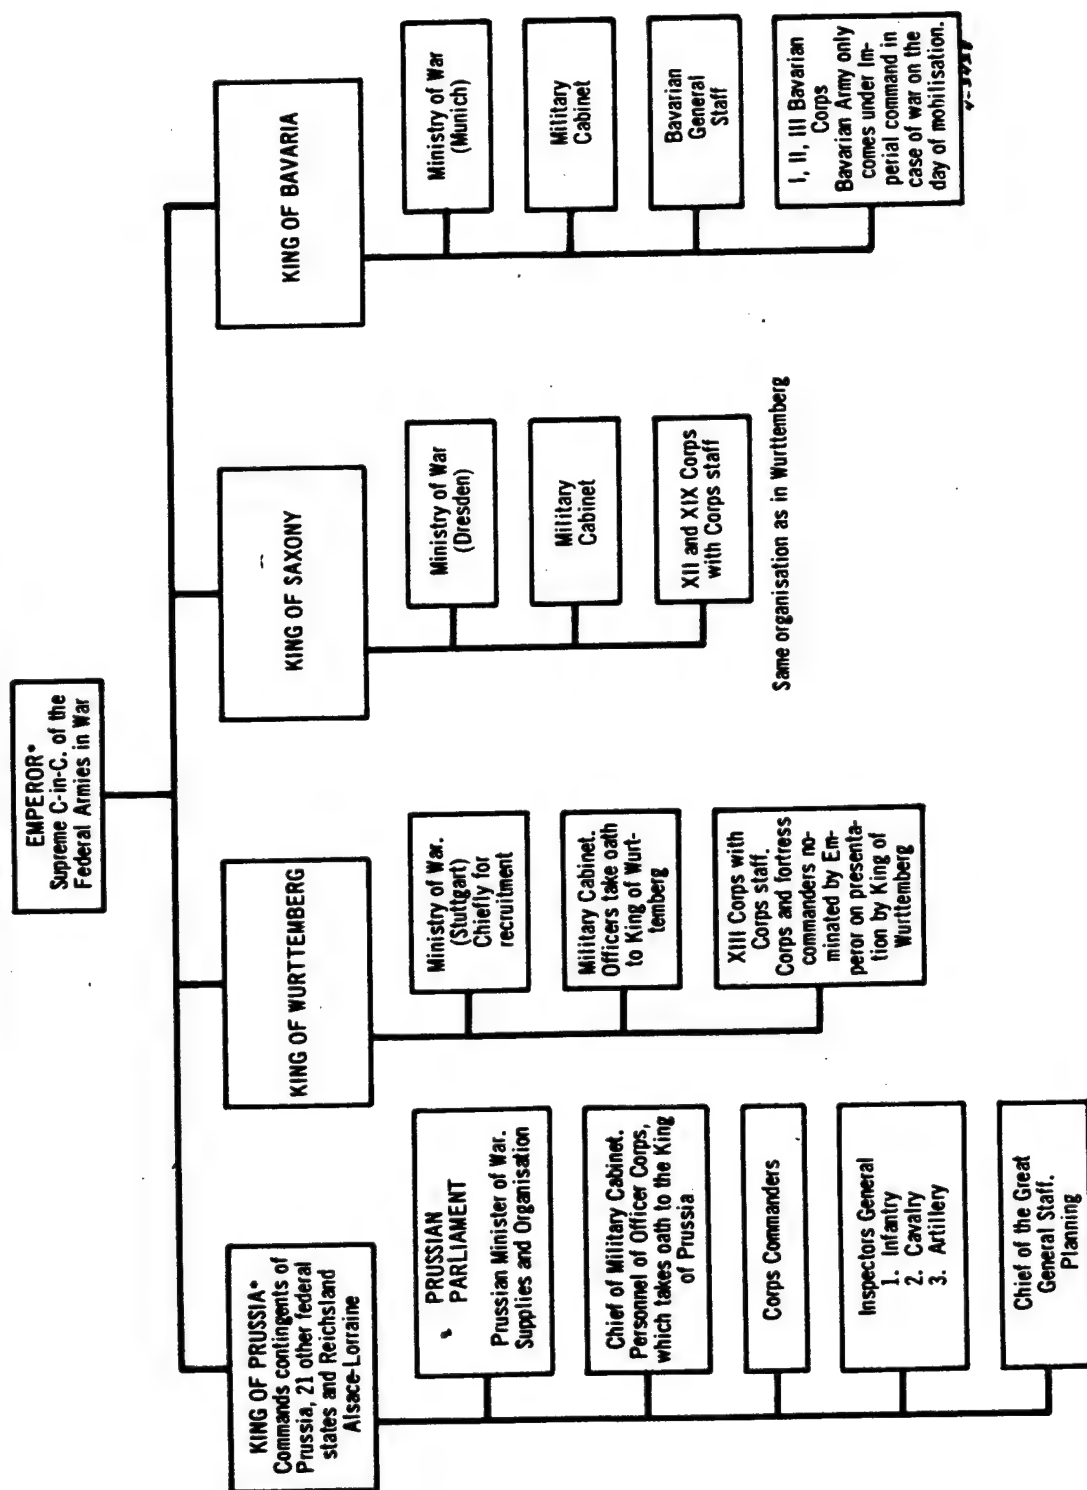 EMPEROR*
Supreme C-in-C. of the
Federal Armies in War
KING OF PRUSSIA*
Commands contingents of
Prussia, 21 other federal
states and Reichsland
Alsace-Lorraine
PRUSSIAN
PARLIAMENT
Prussian Minister of War.
Supplies and Organisation
Chief of Military Cabinet.
Personnel of Officer Corps,
which takes oath to the King
of Prussia
Corps Commanders
Inspectors General
1. Infantry
2. Cavalry
3. Artillery
Chief of the Great
General Staff.
Planning
KING OF WURTTEMBERG
Ministry of War.
(Stuttgart)
Chiefly for
recruitment
Military Cabinet.
Officers take oath
to King of Wurt-
temberg
XIII Corps with
Corps staff.
Corps and fortress
commanders no-
minated by Em-
peror on presenta-
tion by King of
Wurttemberg
KING OF SAXONY
Ministry of War
(Dresden)
Military
Cabinet
XII and XIX Corps
with Corps staff
Same organisation as in Wurttemberg
KING OF BAVARIA
Ministry of War
(Munich)
Military
Cabinet
Bavarian
General
Staff
I, II, III Bavarian
Corps
Bavarian Army only
comes under Im-
perial command in
case of war on the
day of mobilisation.